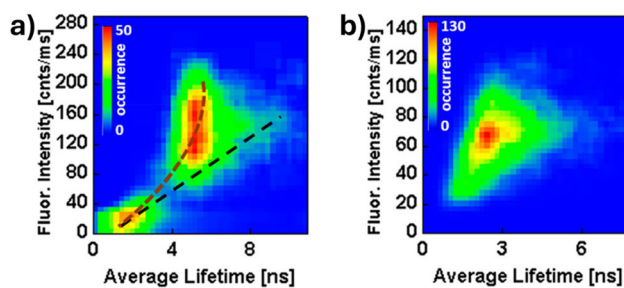 a)
Fluor. Intensity [cnts/ms]
280
240
200
160
120
80
40
0
50
occurrence
0
0 4 8
Average Lifetime [ns]
b)
Fluor. Intensity [cnts/ms]
140
120
100
80
60
40
20
0
130
occurrence
0
0 3 6
Average Lifetime [ns]